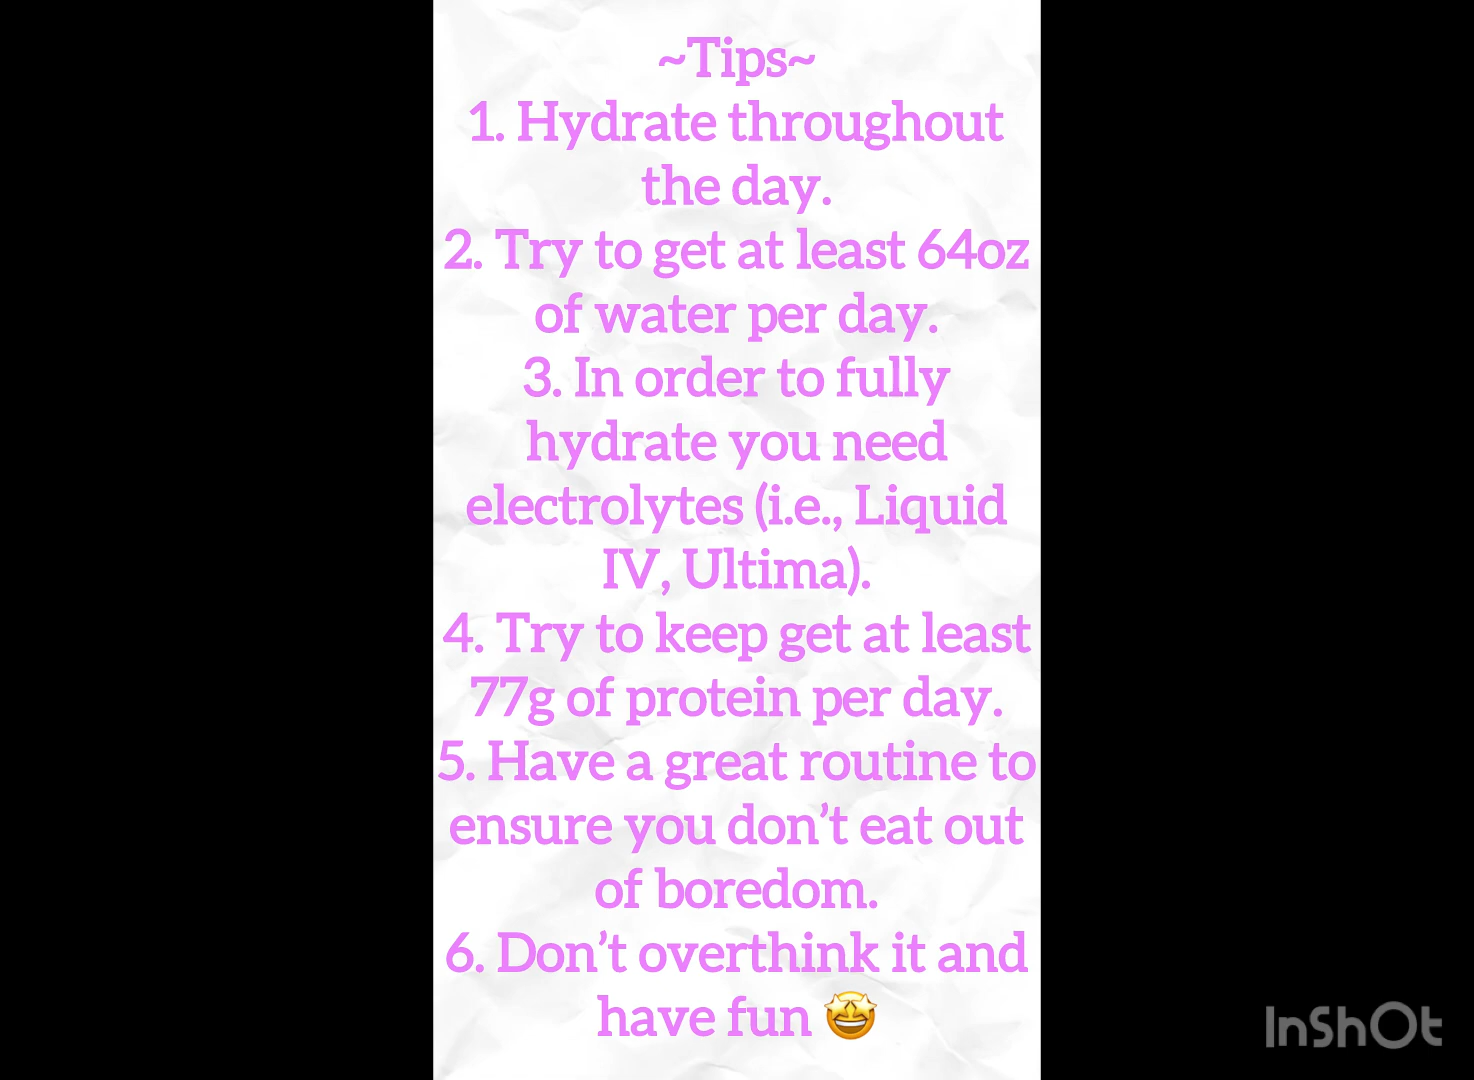 ~Tips~
1. Hydrate throughout
the day.
2. Try to get at least 64oz
of water per day.
3. In order to fully
hydrate you need
electrolytes (i.e., Liquid
IV, Ultima).
4. Try to keep get at least
77g of protein per day.
5. Have a great routine to
ensure you don’t eat out
of boredom.
6. Don’t overthink it and
have fun 🤩
InShOt